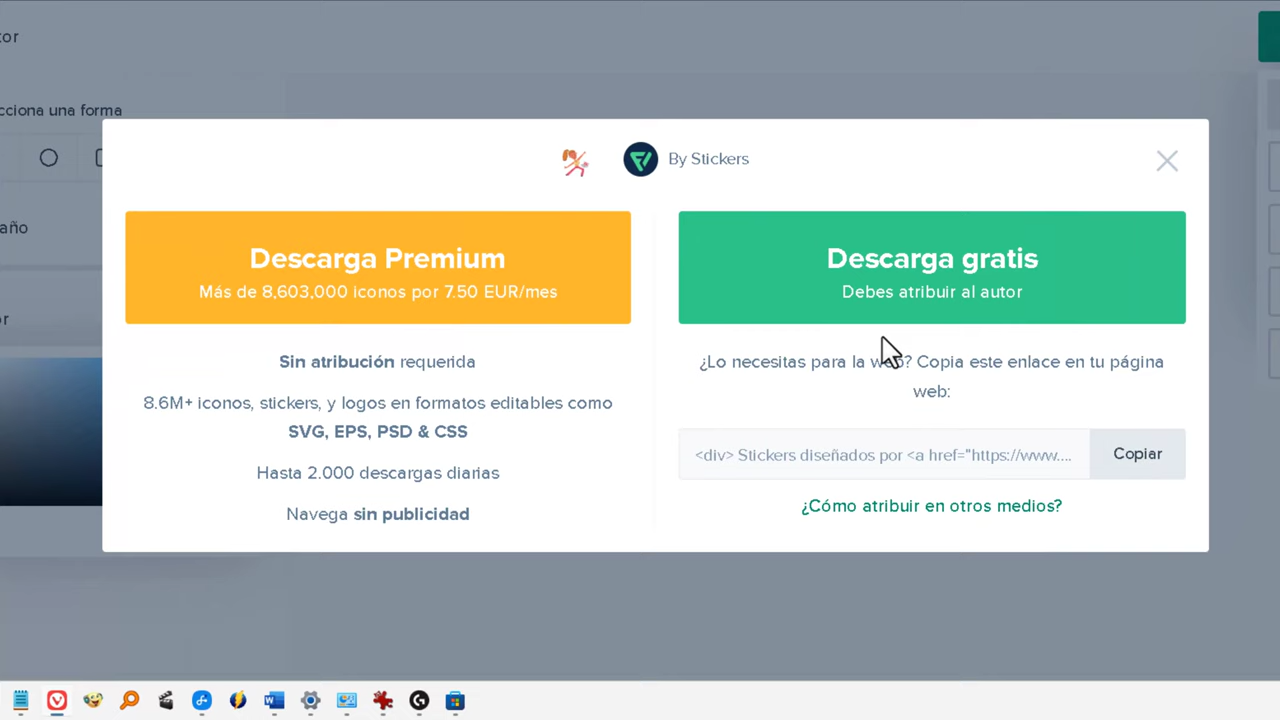 tor
cciona una forma
año
or
By Stickers
Descarga Premium
Más de 8,603,000 iconos por 7.50 EUR/mes
Sin atribución requerida
8.6M+ iconos, stickers, y logos en formatos editables como
SVG, EPS, PSD & CSS
Hasta 2.000 descargas diarias
Navega sin publicidad
Descarga gratis
Debes atribuir al autor
¿Lo necesitas para la web? Copia este enlace en tu página
web:
<div> Stickers diseñados por <a href="https://www....
Copiar
¿Cómo atribuir en otros medios?